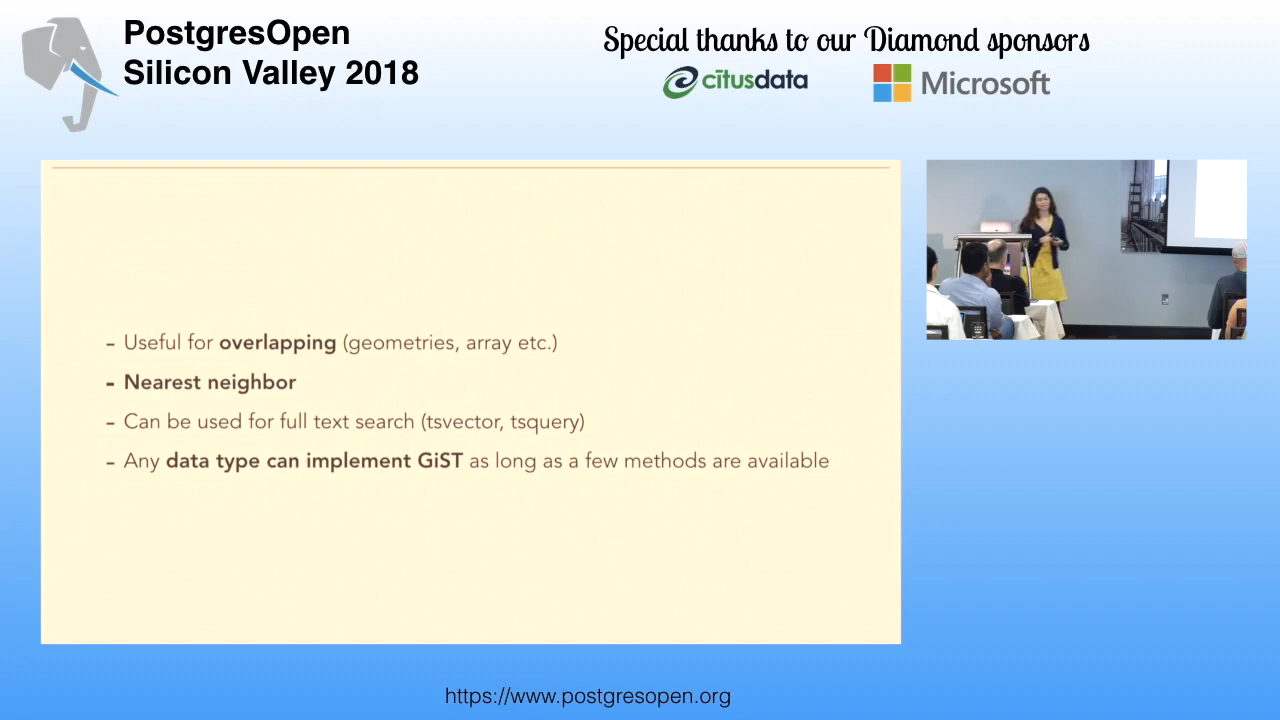 PostgresOpen
Silicon Valley 2018
Special thanks to our Diamond sponsors
citusdata
Microsoft
- Useful for overlapping (geometries, array etc.)
- Nearest neighbor
- Can be used for full text search (tsvector, tsquery)
- Any data type can implement GiST as long as a few methods are available
https://www.postgresopen.org